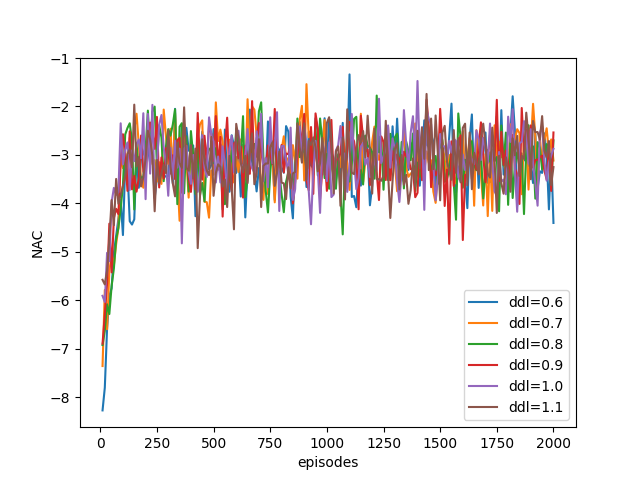 −1
−2
−3
−4
−5
−6
−7
−8
NAC
0 250 500 750 1000 1250 1500 1750 2000
episodes
ddl=0.6
ddl=0.7
ddl=0.8
ddl=0.9
ddl=1.0
ddl=1.1